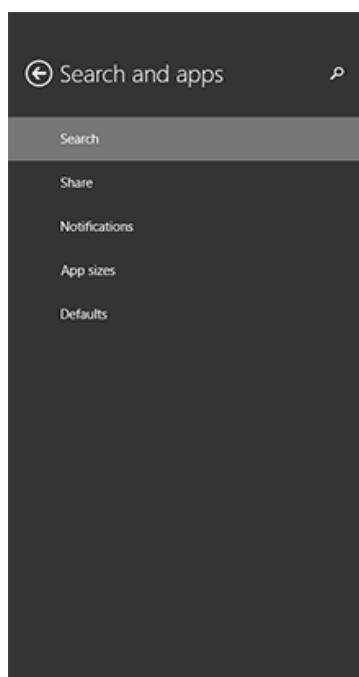 Search and apps
Search
Share
Notifications
App sizes
Defaults